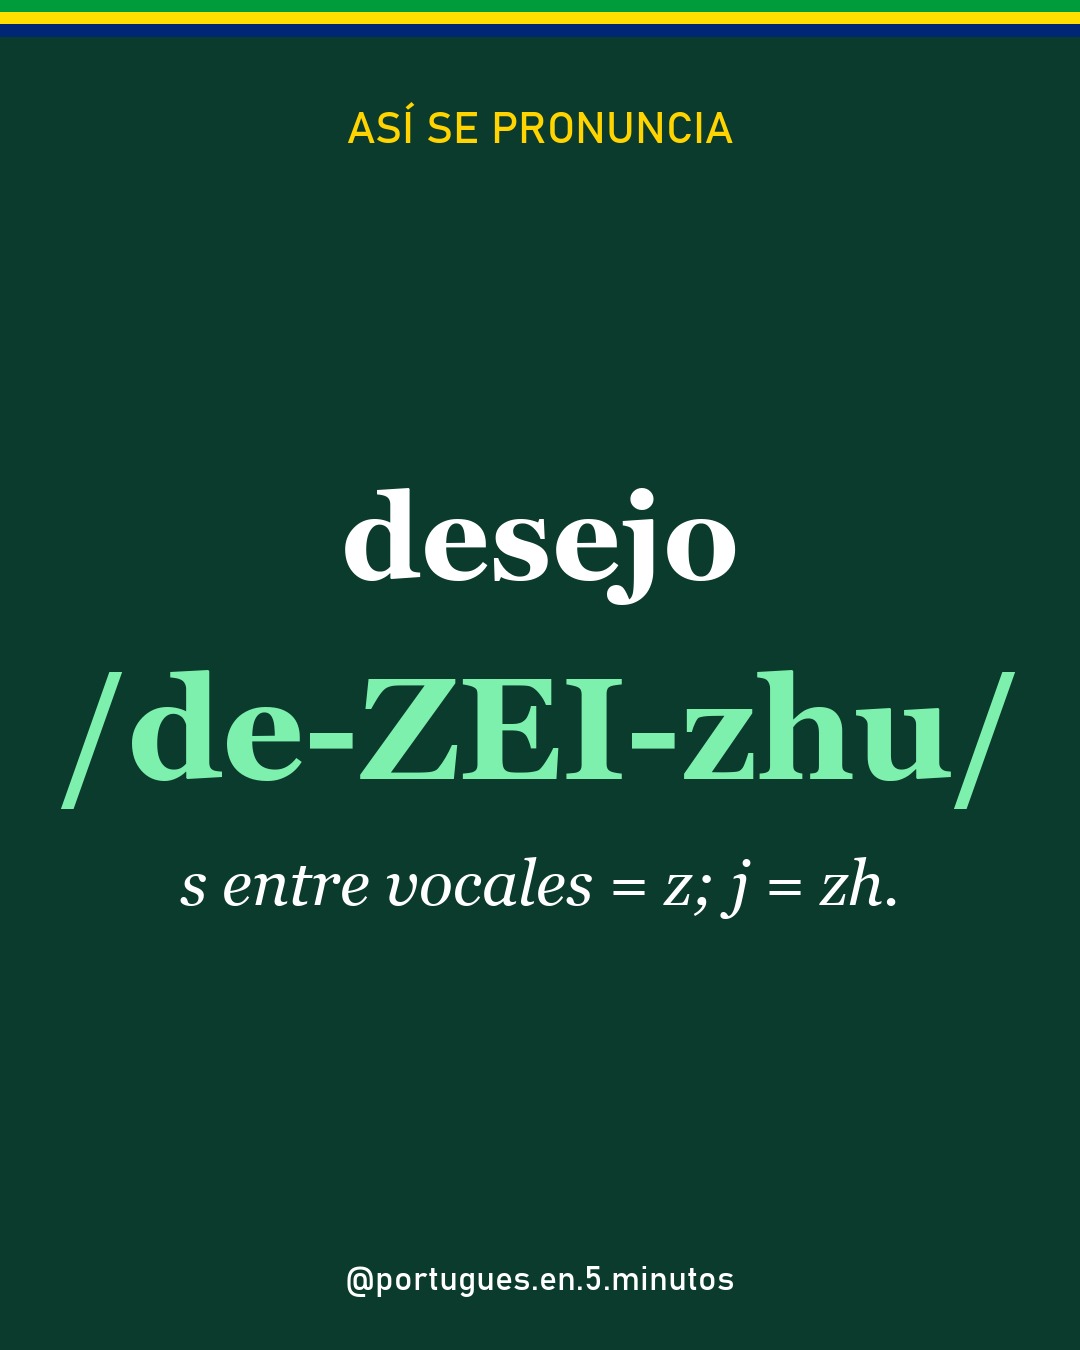 ASÍ SE PRONUNCIA
desejo
/de-ZEI-zhu/
s entre vocales = z; j = zh.
@portugues.en.5.minutos